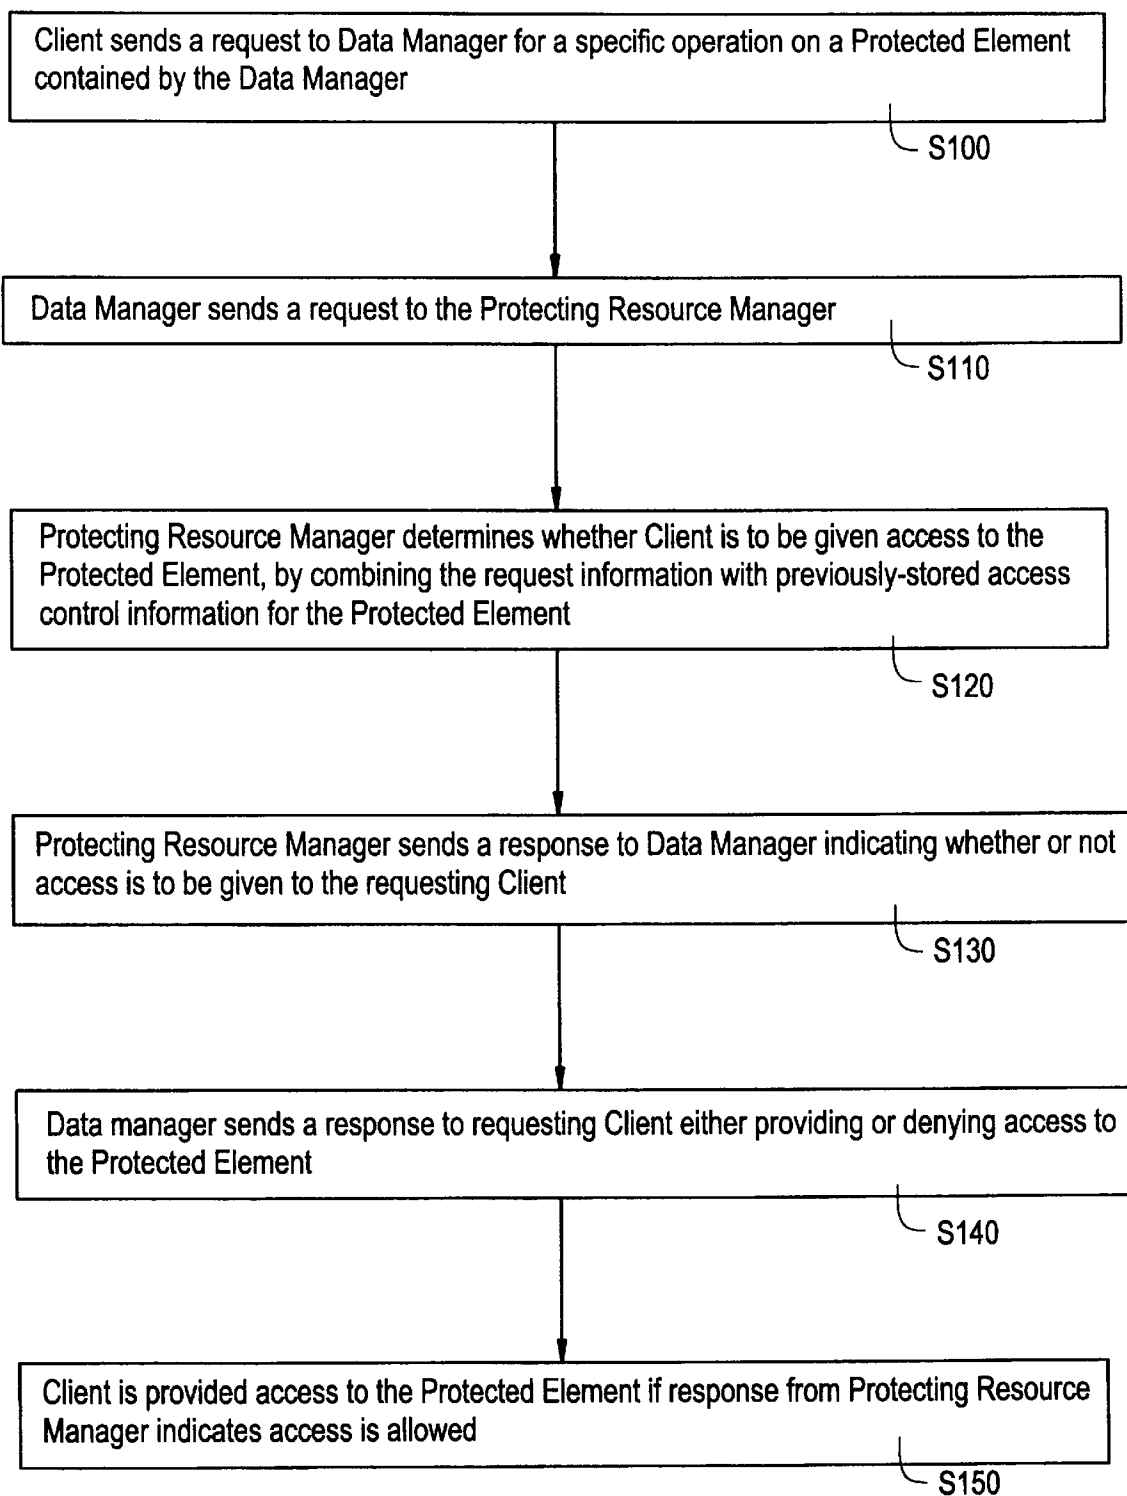 Client sends a request to Data Manager for a specific operation on a Protected Element
contained by the Data Manager
S100
Data Manager sends a request to the Protecting Resource Manager
S110
Protecting Resource Manager determines whether Client is to be given access to the
Protected Element, by combining the request information with previously-stored access
control information for the Protected Element
S120
Protecting Resource Manager sends a response to Data Manager indicating whether or not
access is to be given to the requesting Client
S130
Data manager sends a response to requesting Client either providing or denying access to
the Protected Element
S140
Client is provided access to the Protected Element if response from Protecting Resource
Manager indicates access is allowed
S150